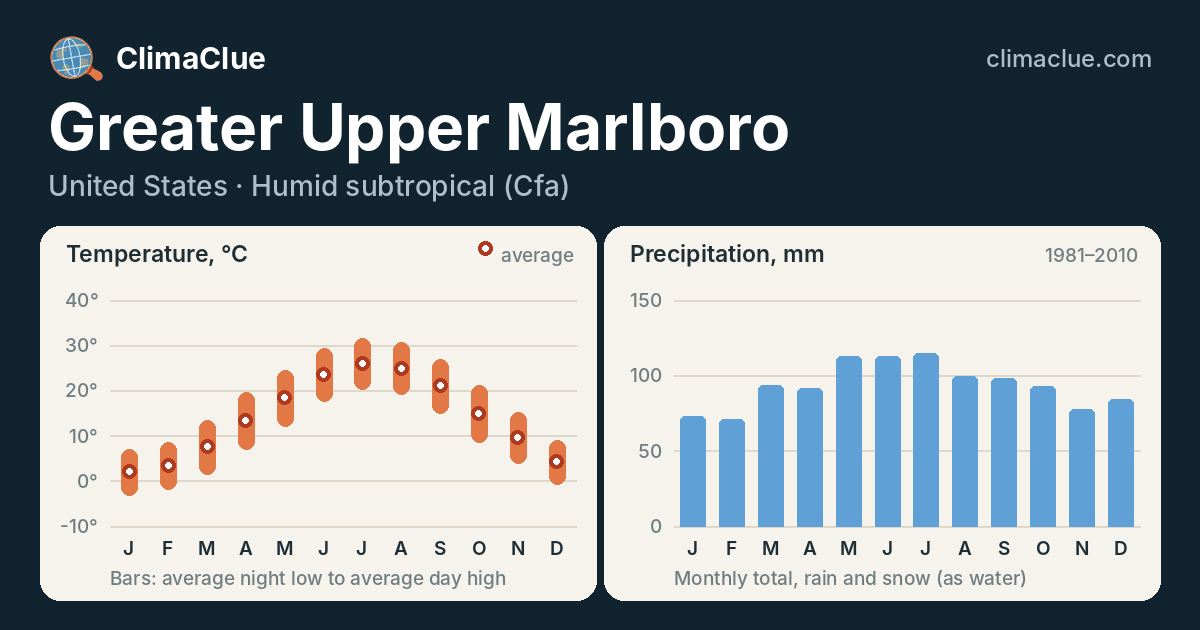 ClimaClue
climaclue.com
Greater Upper Marlboro
United States · Humid subtropical (Cfa)
Temperature, °C
average
40°
30°
20°
10°
0°
-10°
J F M A M J J A S O N D
Bars: average night low to average day high
Precipitation, mm
1981–2010
150
100
50
0
J F M A M J J A S O N D
Monthly total, rain and snow (as water)